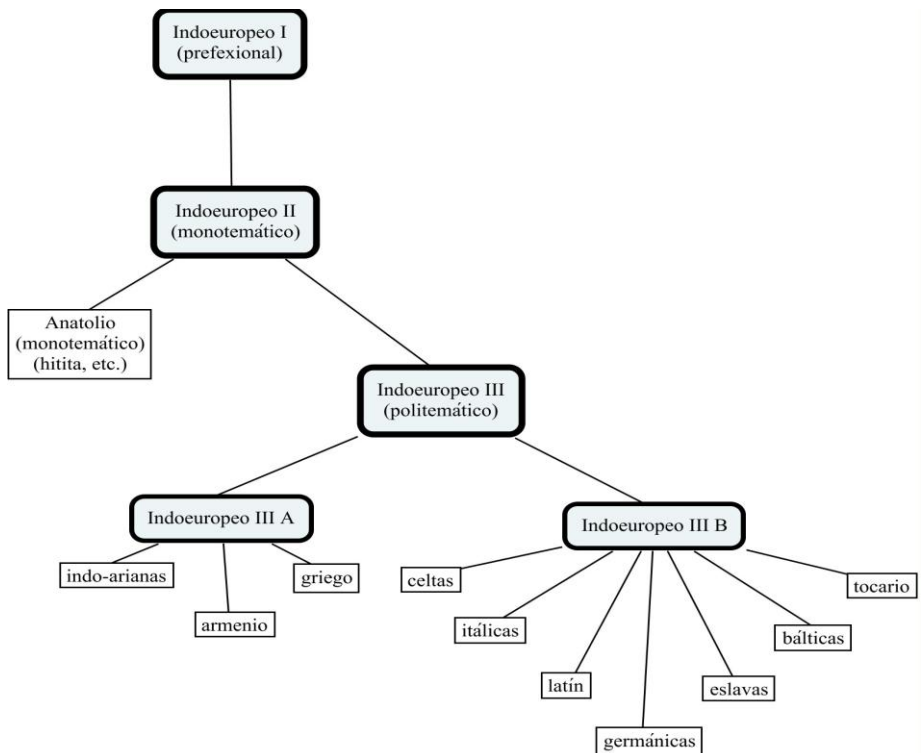 Indoeuropeo I
(prefexional)
Indoeuropeo II
(monotemático)
Anatolio
(monotemático)
(hitita, etc.)
Indoeuropeo III
(politemático)
Indoeuropeo III A
Indoeuropeo III B
indo-arianas
armenio
griego
celtas
itálicas
latín
germánicas
eslavas
bálticas
tocario